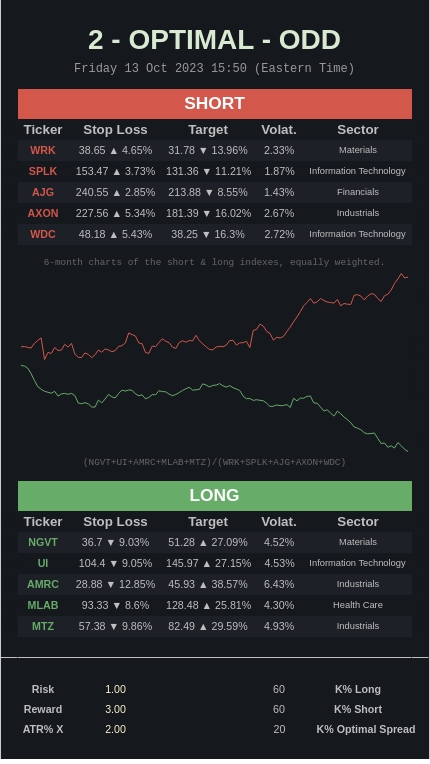 2 - OPTIMAL - ODD
Friday 13 Oct 2023 15:50 (Eastern Time)
SHORT
Ticker Stop Loss Target Volat. Sector
WRK 38.65 ▲ 4.65% 31.78 ▼ 13.96% 2.33% Materials
SPLK 153.47 ▲ 3.73% 131.36 ▼ 11.21% 1.87% Information Technology
AJG 240.55 ▲ 2.85% 213.88 ▼ 8.55% 1.43% Financials
AXON 227.56 ▲ 5.34% 181.39 ▼ 16.02% 2.67% Industrials
WDC 48.18 ▲ 5.43% 38.25 ▼ 16.3% 2.72% Information Technology
6-month charts of the short & long indexes, equally weighted.
(NGVT+UI+AMRC+MLAB+MTZ)/(WRK+SPLK+AJG+AXON+WDC)
LONG
Ticker Stop Loss Target Volat. Sector
NGVT 36.7 ▼ 9.03% 51.28 ▲ 27.09% 4.52% Materials
UI 104.4 ▼ 9.05% 145.97 ▲ 27.15% 4.53% Information Technology
AMRC 28.88 ▼ 12.85% 45.93 ▲ 38.57% 6.43% Industrials
MLAB 93.33 ▼ 8.6% 128.48 ▲ 25.81% 4.30% Health Care
MTZ 57.38 ▼ 9.86% 82.49 ▲ 29.59% 4.93% Industrials
Risk 1.00 60 K% Long
Reward 3.00 60 K% Short
ATR% X 2.00 20 K% Optimal Spread